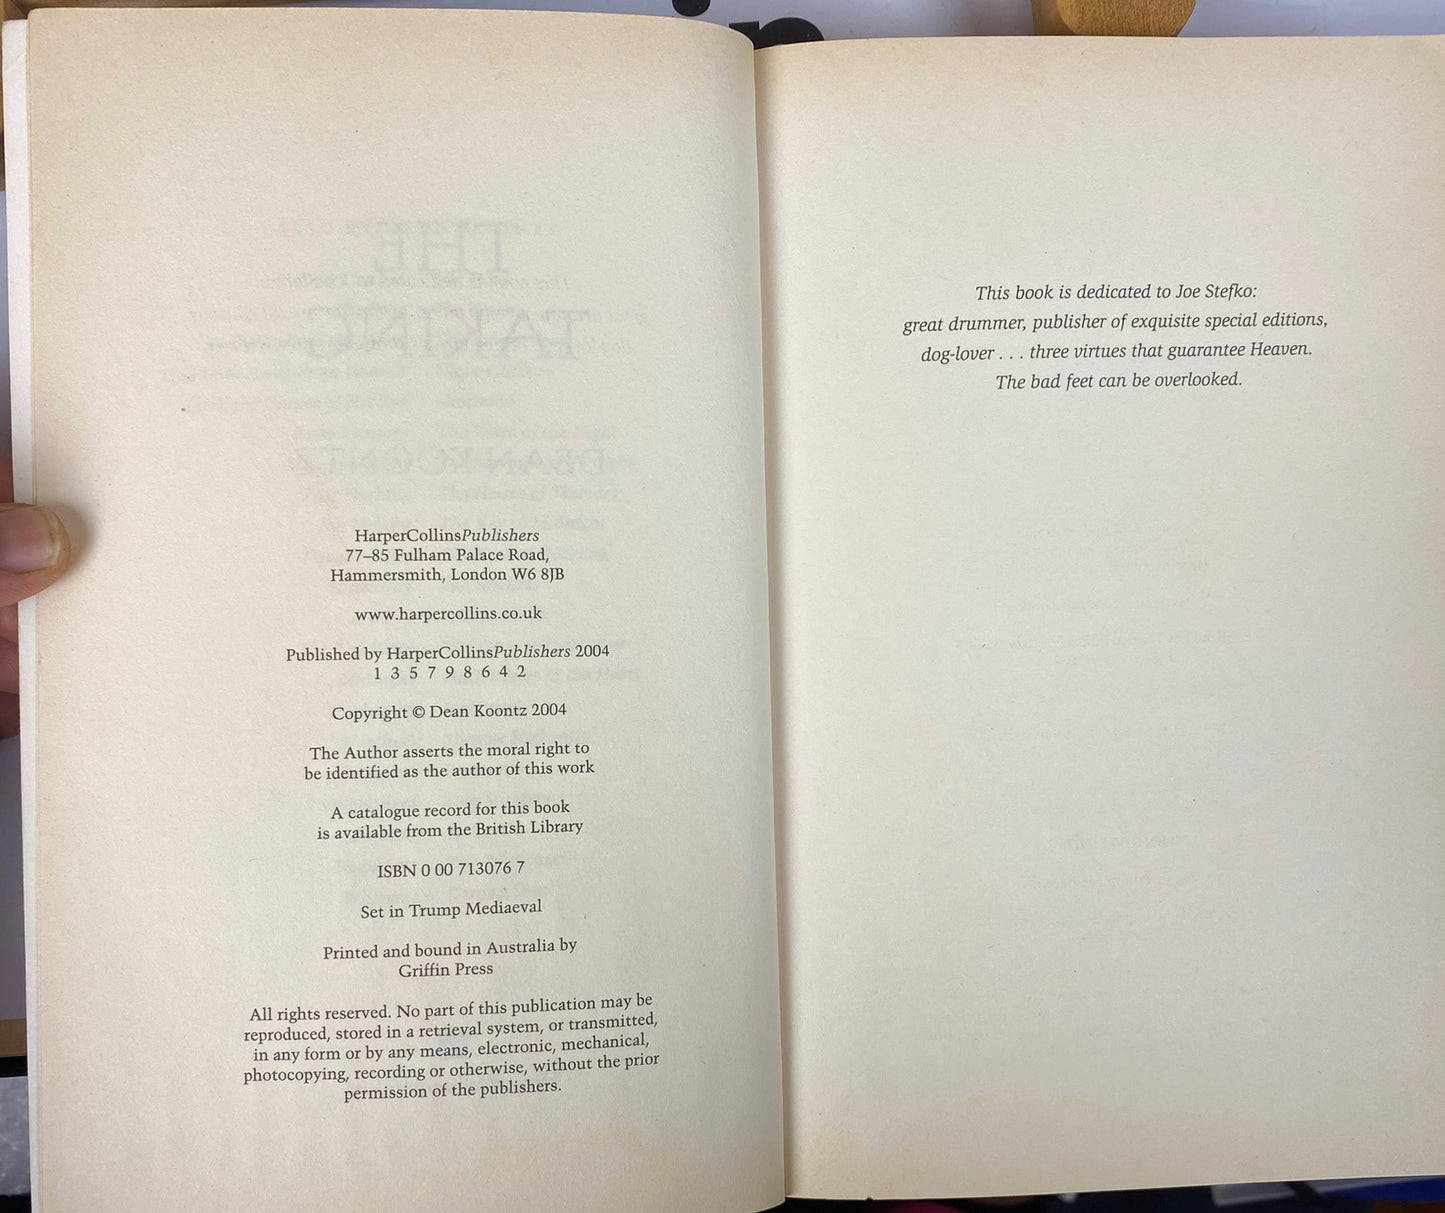 HarperCollinsPublishers
77–85 Fulham Palace Road,
Hammersmith, London W6 8JB
www.harpercollins.co.uk
Published by HarperCollinsPublishers 2004
1 3 5 7 9 8 6 4 2
Copyright © Dean Koontz 2004
The Author asserts the moral right to
be identified as the author of this work
A catalogue record for this book
is available from the British Library
ISBN 0 00 713076 7
Set in Trump Mediaeval
Printed and bound in Australia by
Griffin Press
All rights reserved. No part of this publication may be
reproduced, stored in a retrieval system, or transmitted,
in any form or by any means, electronic, mechanical,
photocopying, recording or otherwise, without the prior
permission of the publishers.
This book is dedicated to Joe Stefko:
great drummer, publisher of exquisite special editions,
dog-lover . . . three virtues that guarantee Heaven.
The bad feet can be overlooked.